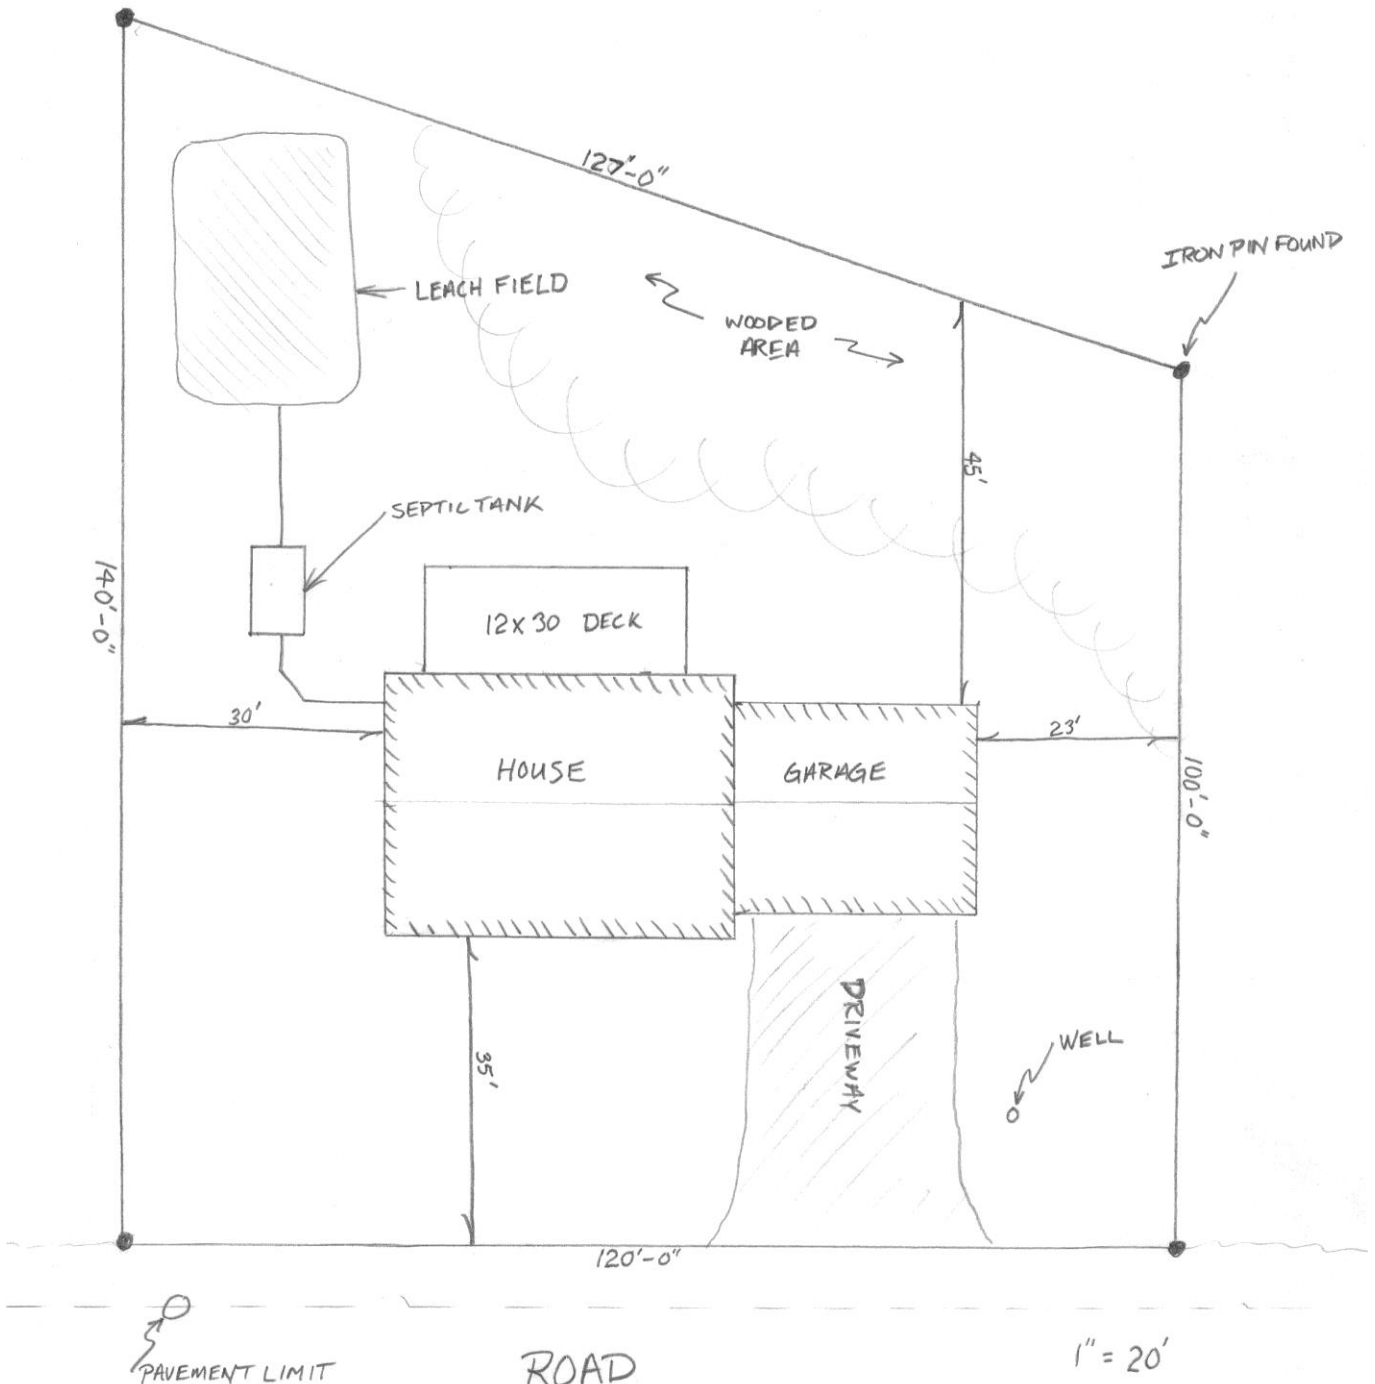 127'-0"
IRON PIN FOUND
LEACH FIELD
WOODED
AREA
45'
SEPTIC TANK
140'-0"
12x30 DECK
30'
23'
HOUSE
GARAGE
100'-0"
DRIVEWAY
35'
WELL
120'-0"
PAVEMENT LIMIT
ROAD
1" = 20'